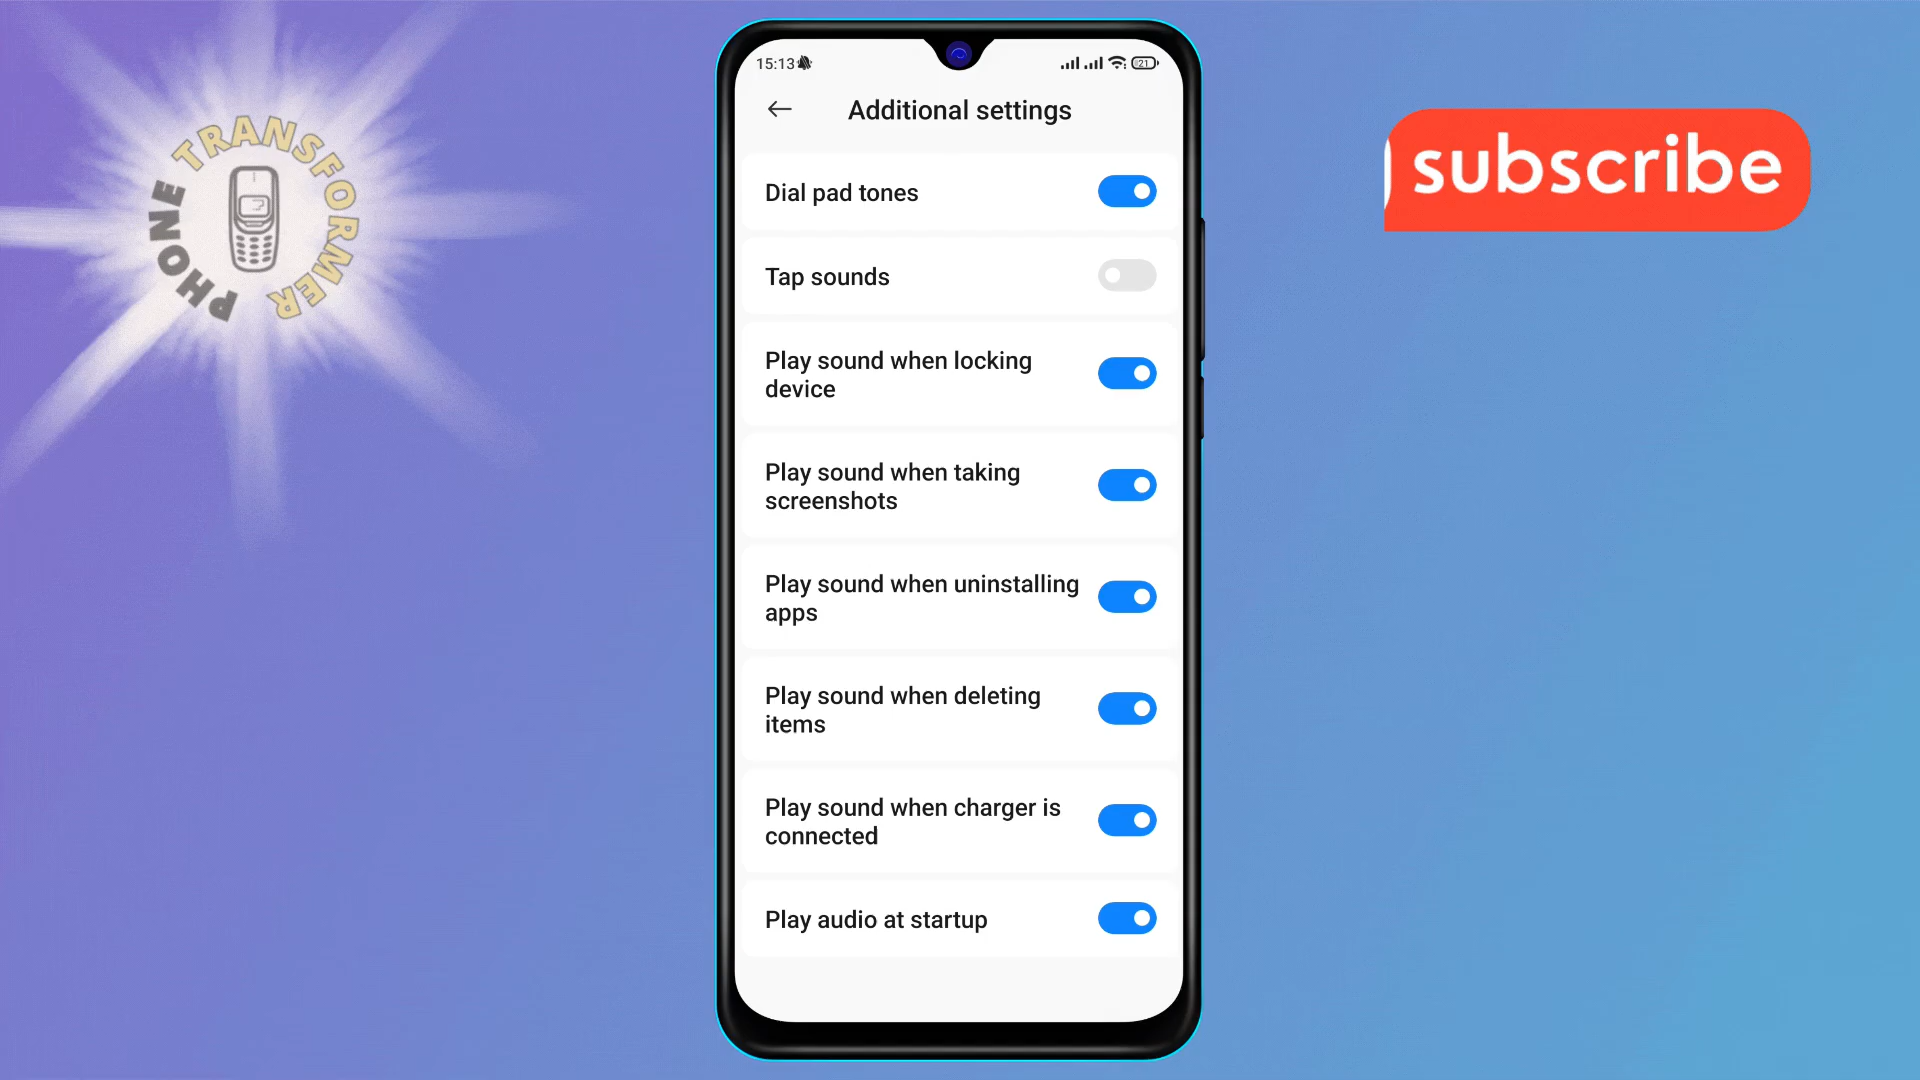 PHONE TRANSFORMER
15:13
21
Additional settings
subscribe
Dial pad tones
Tap sounds
Play sound when locking
device
Play sound when taking
screenshots
Play sound when uninstalling
apps
Play sound when deleting
items
Play sound when charger is
connected
Play audio at startup